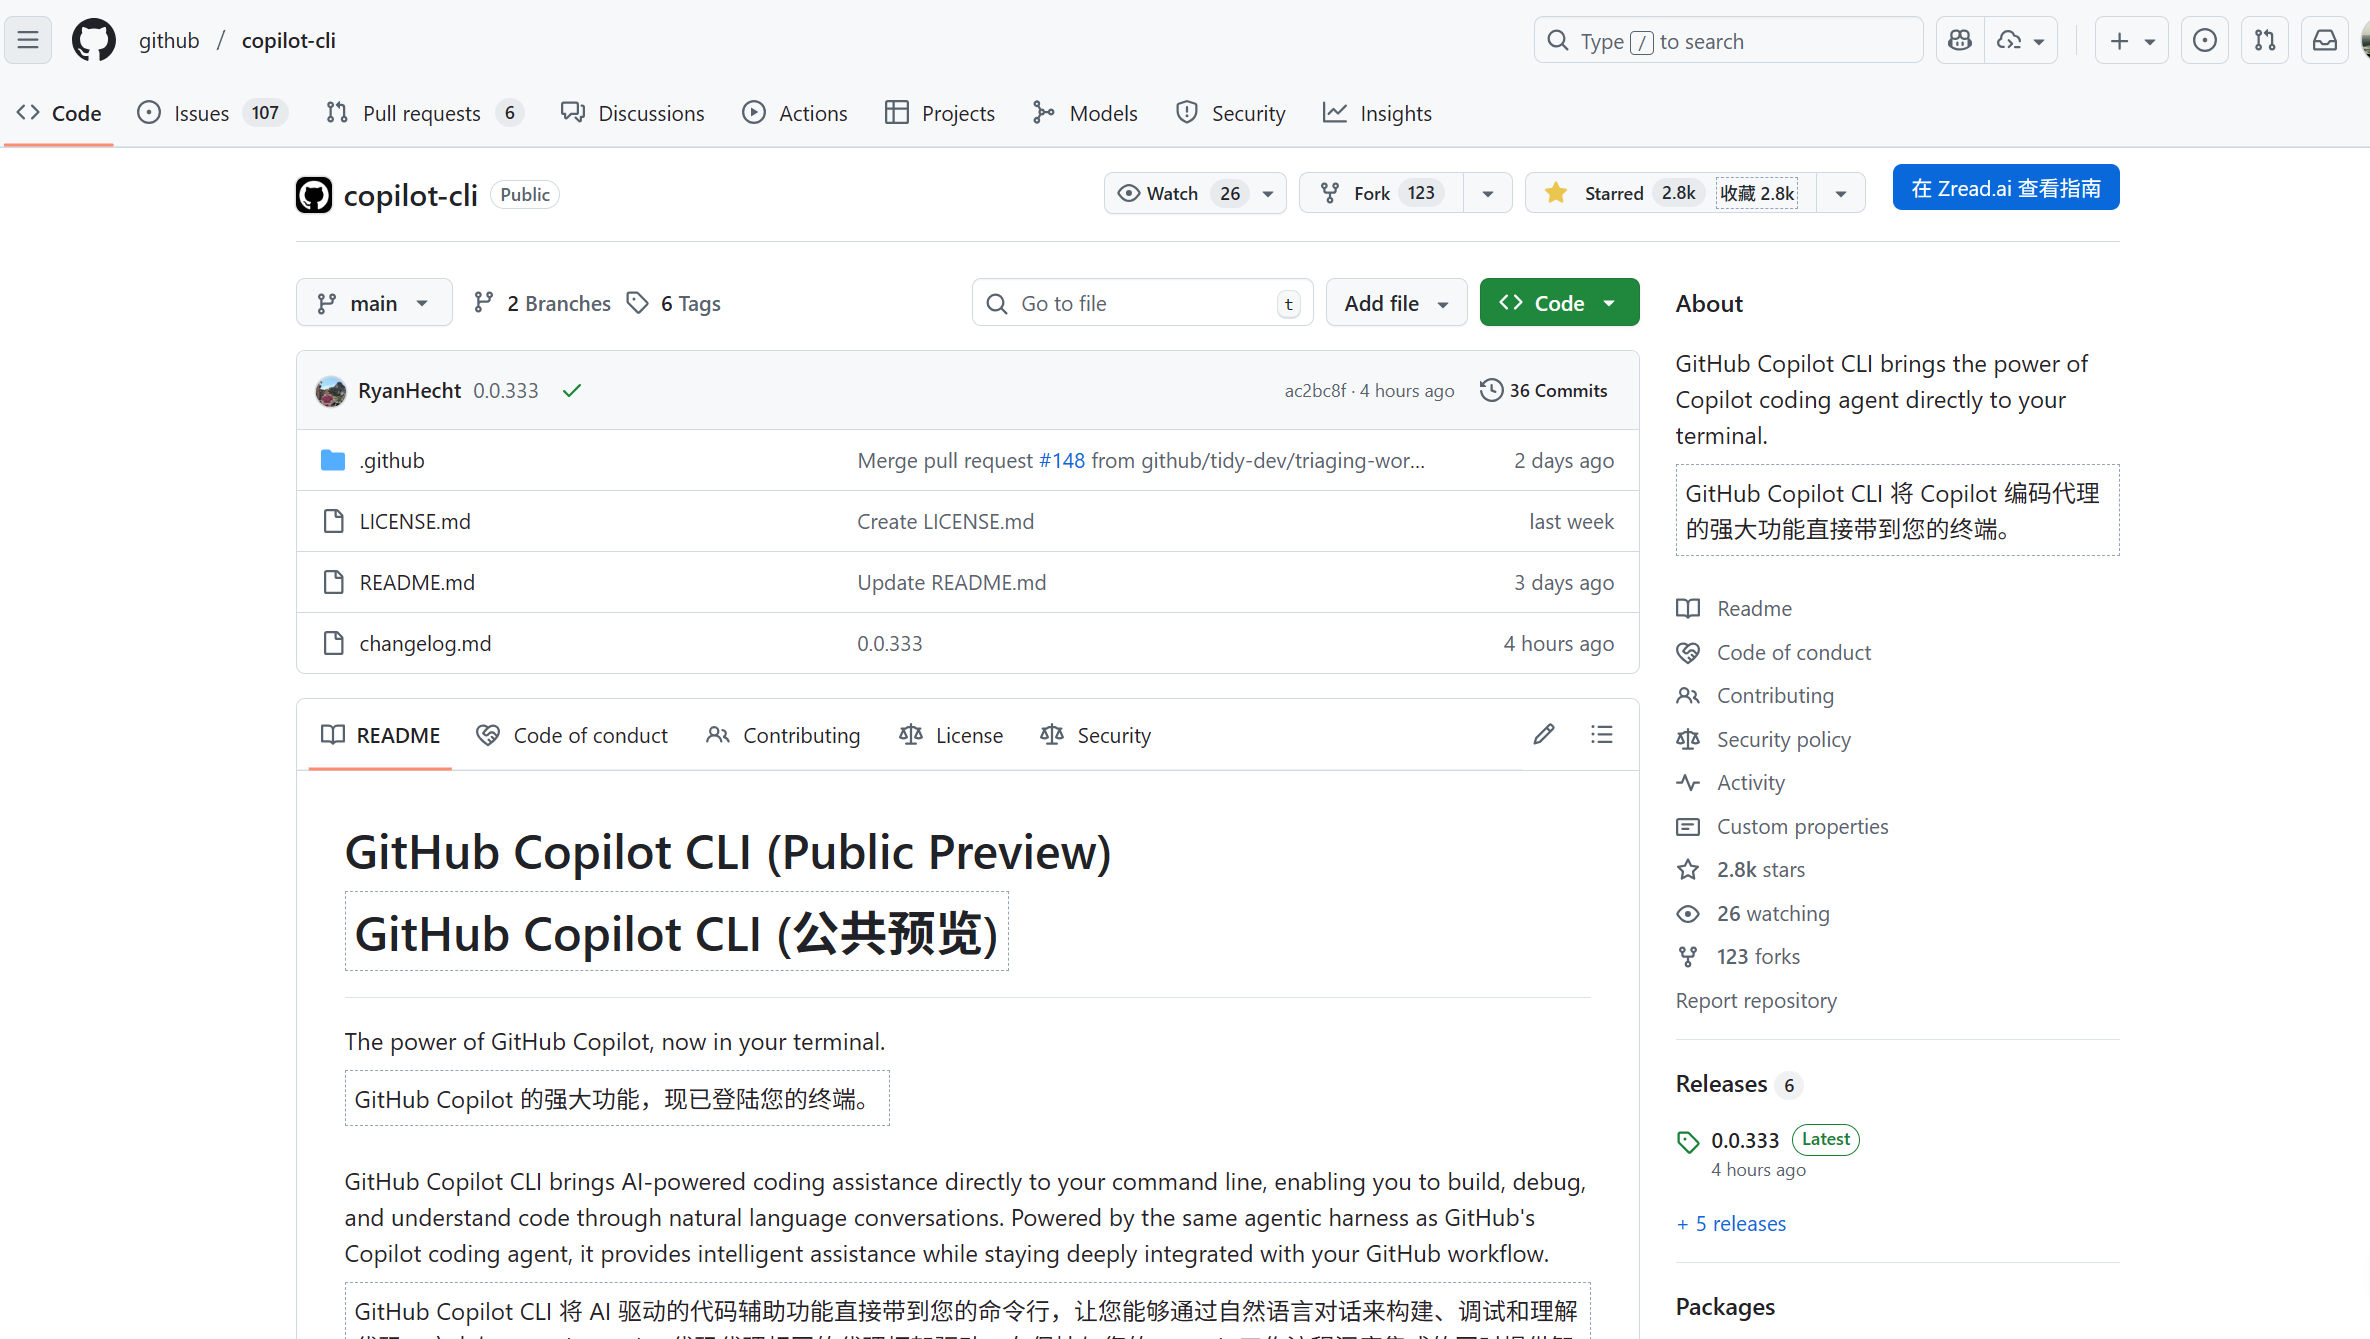 github / copilot-cli
Type / to search
Code
Issues 107
Pull requests 6
Discussions
Actions
Projects
Models
Security
Insights
copilot-cli Public
Watch 26
Fork 123
Starred 2.8k 收藏 2.8k
在 Zread.ai 查看指南
main
2 Branches
6 Tags
Go to file t
Add file
Code
RyanHecht 0.0.333
ac2bc8f · 4 hours ago
36 Commits
.github Merge pull request #148 from github/tidy-dev/triaging-wor... 2 days ago
LICENSE.md Create LICENSE.md last week
README.md Update README.md 3 days ago
changelog.md 0.0.333 4 hours ago
README
Code of conduct
Contributing
License
Security
GitHub Copilot CLI (Public Preview)
GitHub Copilot CLI (公共预览)
The power of GitHub Copilot, now in your terminal.
GitHub Copilot 的强大功能，现已登陆您的终端。
GitHub Copilot CLI brings AI-powered coding assistance directly to your command line, enabling you to build, debug,
and understand code through natural language conversations. Powered by the same agentic harness as GitHub's
Copilot coding agent, it provides intelligent assistance while staying deeply integrated with your GitHub workflow.
GitHub Copilot CLI 将 AI 驱动的代码辅助功能直接带到您的命令行，让您能够通过自然语言对话来构建、调试和理解
About
GitHub Copilot CLI brings the power of
Copilot coding agent directly to your
terminal.
GitHub Copilot CLI 将 Copilot 编码代理
的强大功能直接带到您的终端。
Readme
Code of conduct
Contributing
Security policy
Activity
Custom properties
2.8k stars
26 watching
123 forks
Report repository
Releases 6
0.0.333 Latest
4 hours ago
+ 5 releases
Packages